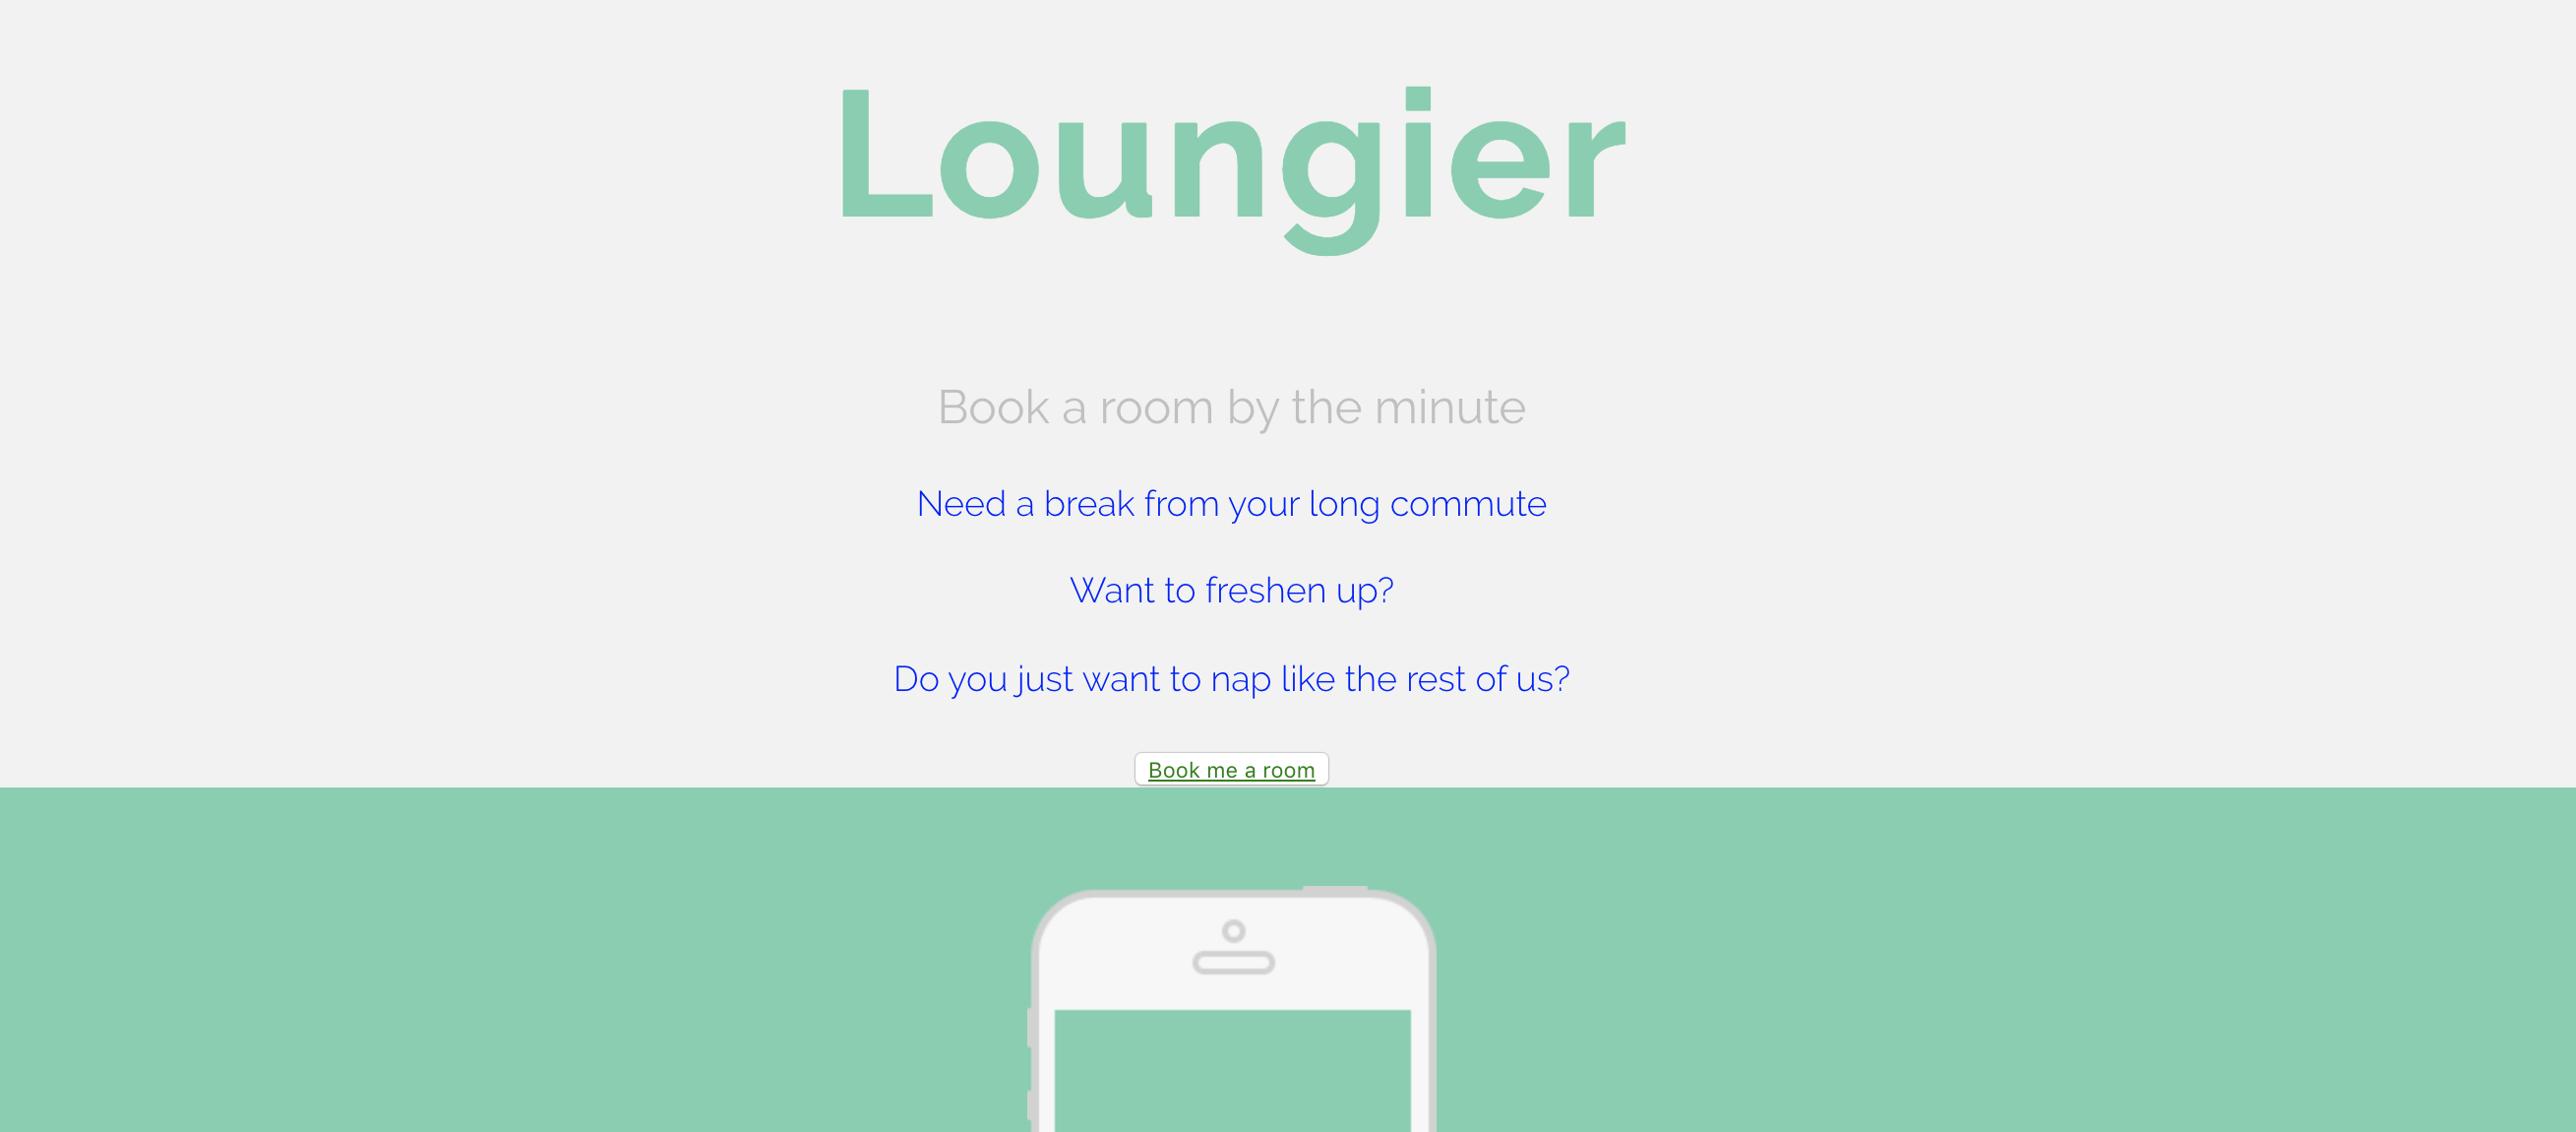 Loungier
Book a room by the minute
Need a break from your long commute
Want to freshen up?
Do you just want to nap like the rest of us?
Book me a room